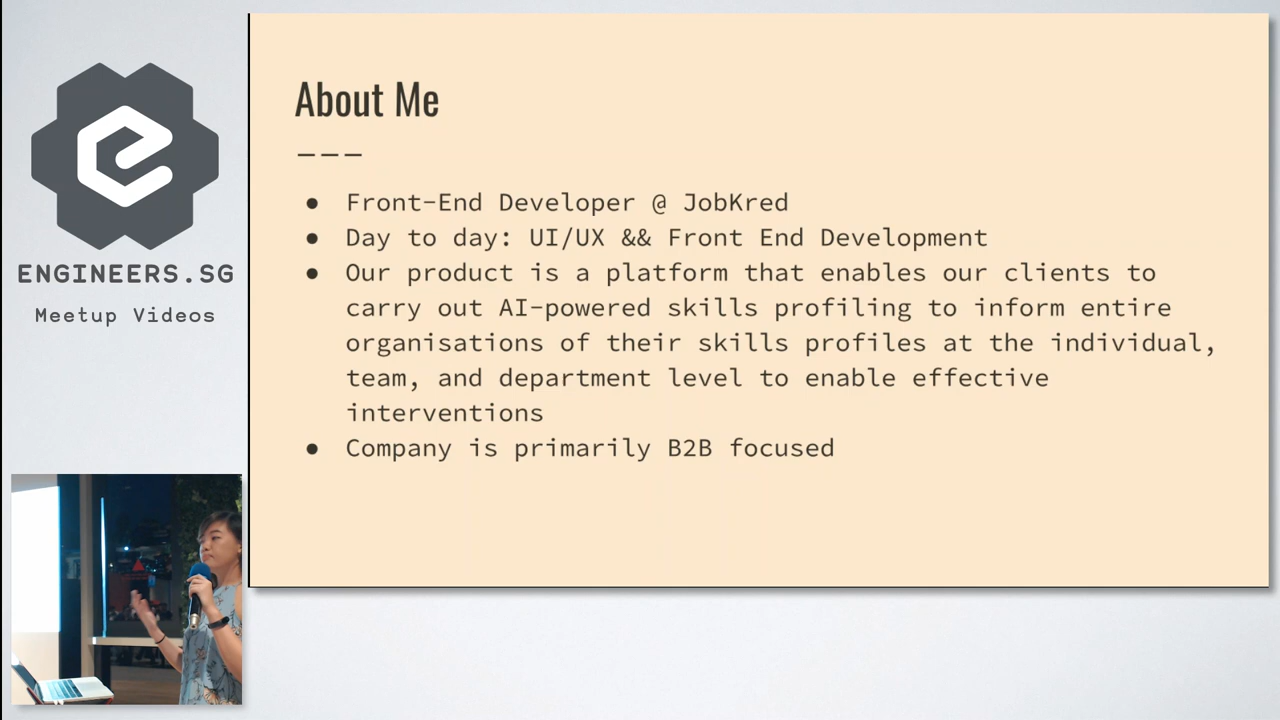 ENGINEERS.SG
Meetup Videos
About Me
● Front-End Developer @ JobKred
● Day to day: UI/UX && Front End Development
● Our product is a platform that enables our clients to
carry out AI-powered skills profiling to inform entire
organisations of their skills profiles at the individual,
team, and department level to enable effective
interventions
● Company is primarily B2B focused